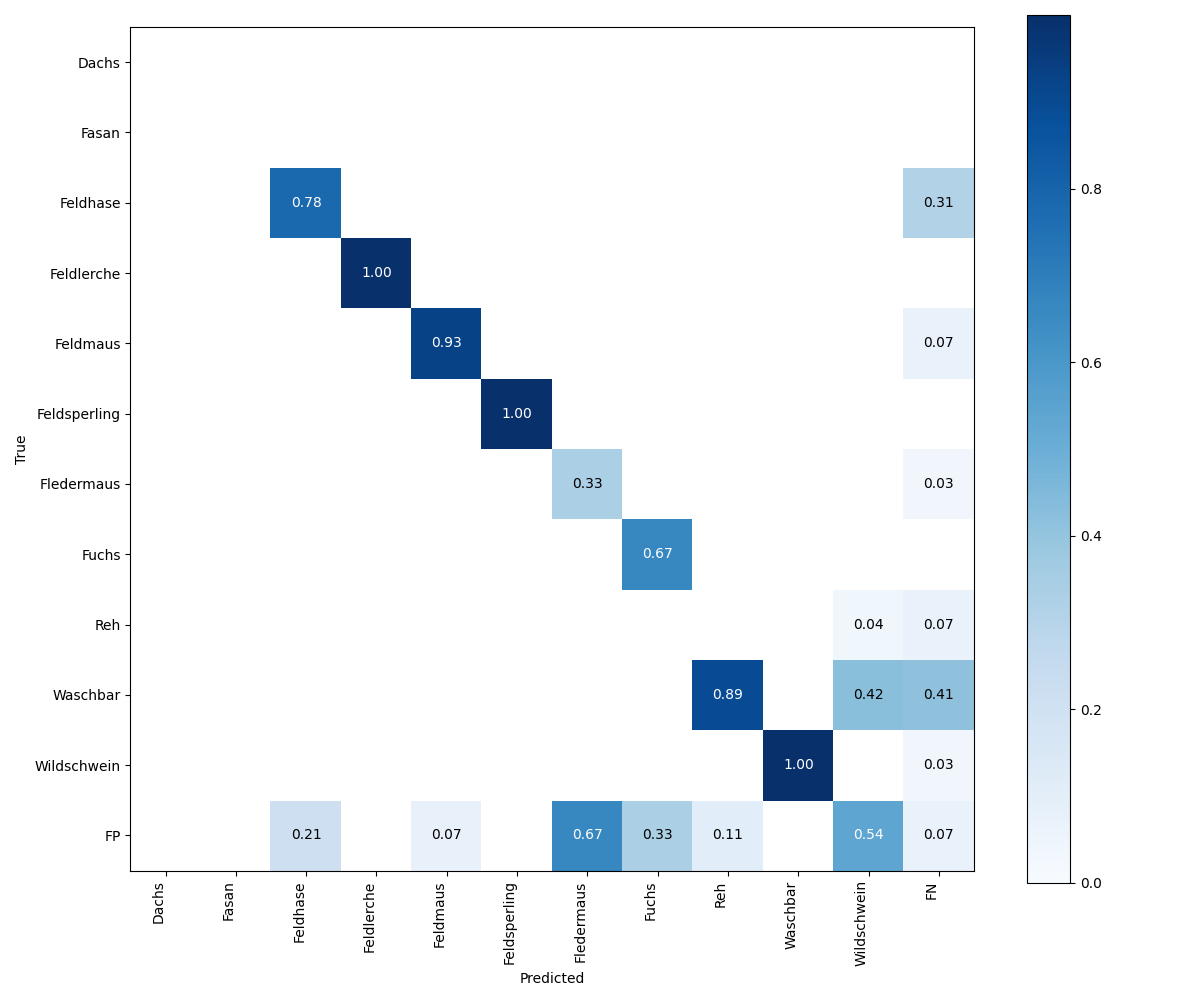 Dachs
Fasan
Feldhase 0.78 0.31
Feldlerche 1.00
Feldmaus 0.93 0.07
Feldsperling 1.00
Fledermaus 0.33 0.03
Fuchs 0.67
Reh 0.04 0.07
Waschbar 0.89 0.42 0.41
Wildschwein 1.00 0.03
FP 0.21 0.07 0.67 0.33 0.11 0.54 0.07
True
Dachs Fasan Feldhase Feldlerche Feldmaus Feldsperling Fledermaus Fuchs Reh Waschbar Wildschwein FN
Predicted
0.8
0.6
0.4
0.2
0.0